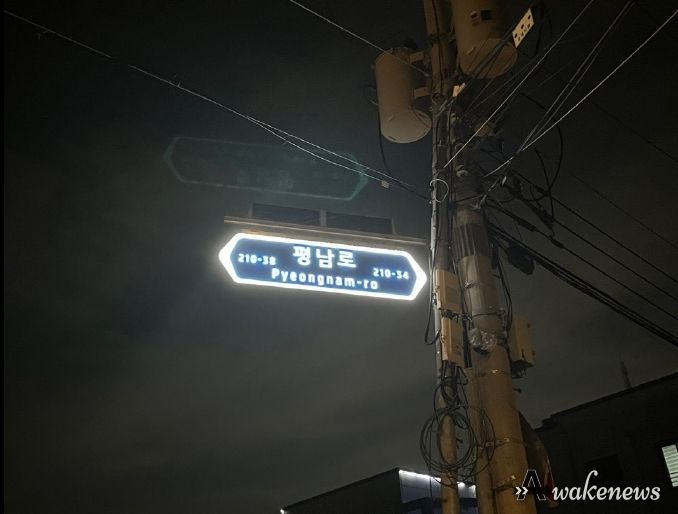 평남로
210-38
210-34
Pyeongnam-ro
Awakenews